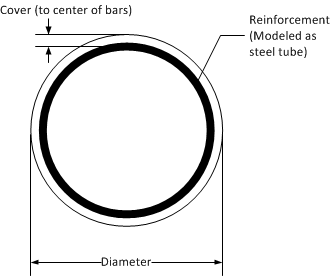 Cover (to center of bars)
Reinforcement
(Modeled as
steel tube)
Diameter